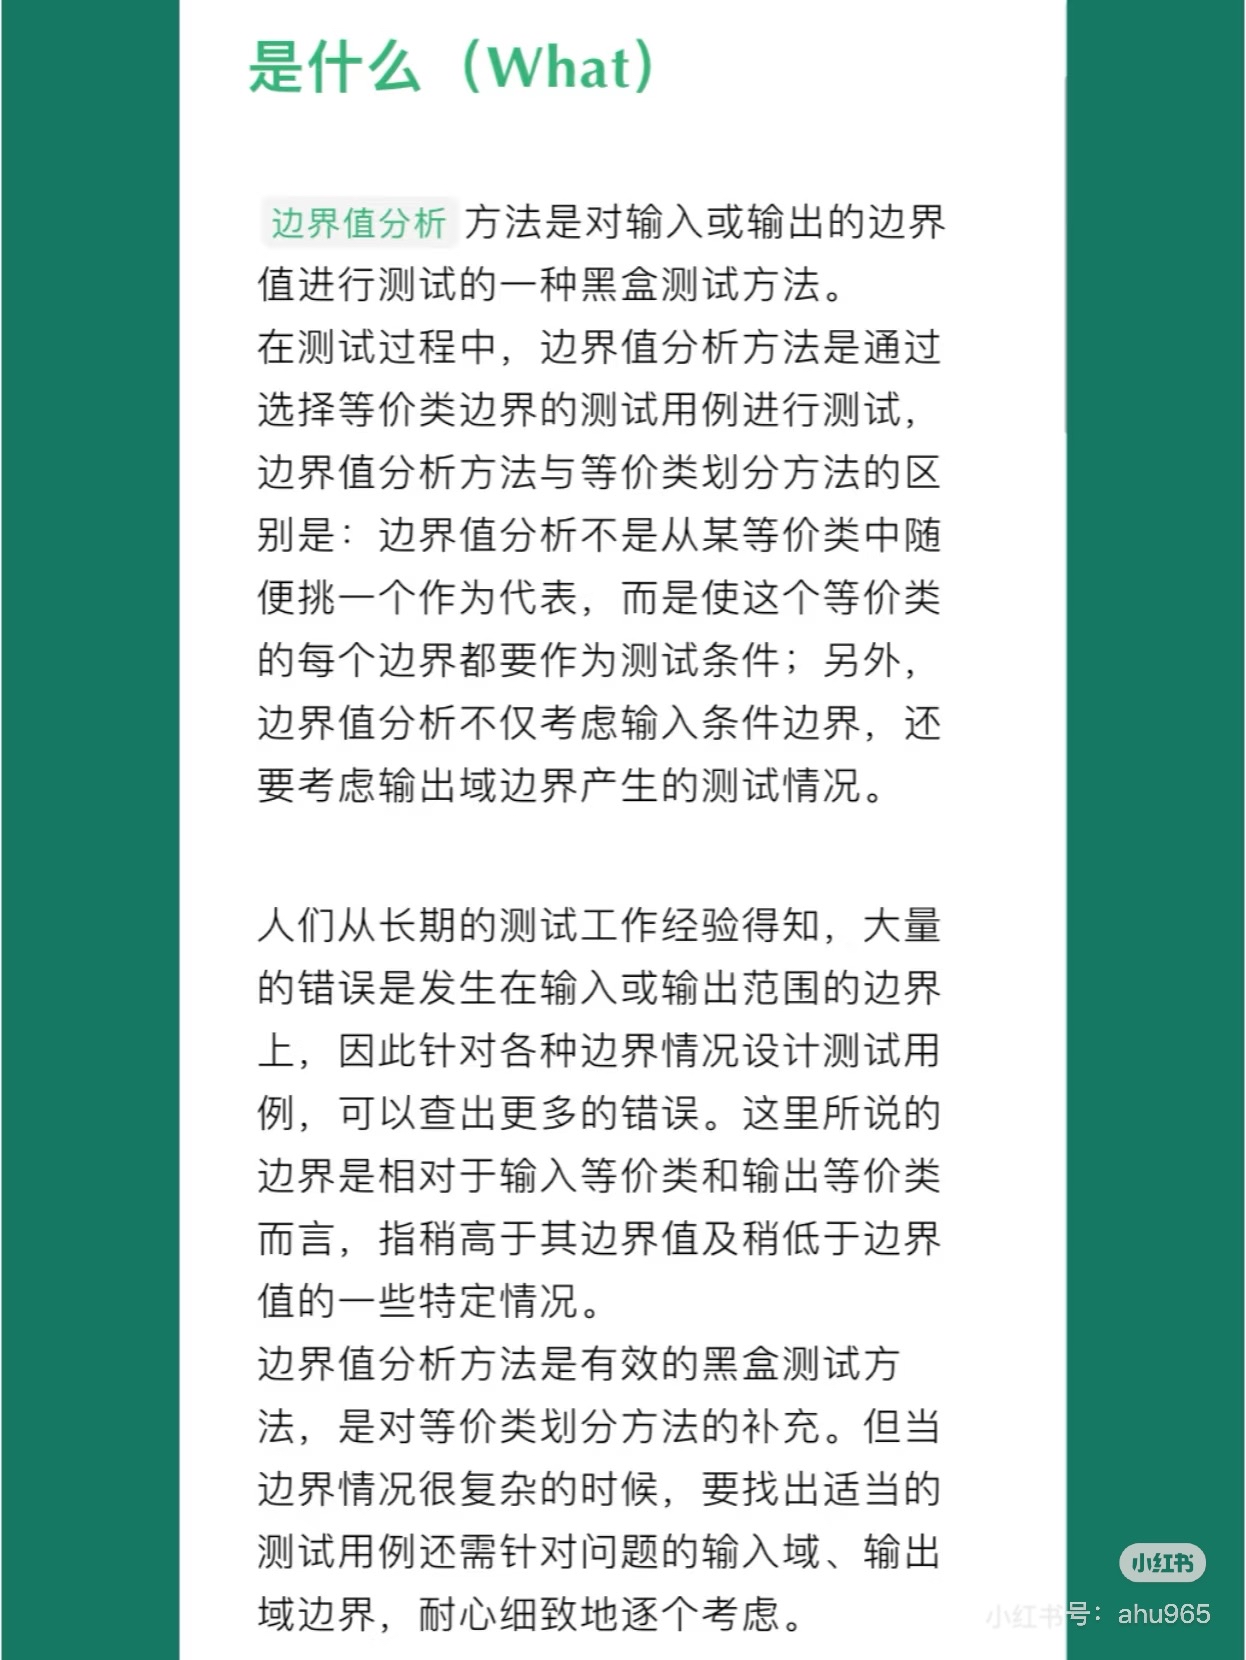 是什么（What）
边界值分析 方法是对输入或输出的边界
值进行测试的一种黑盒测试方法。
在测试过程中，边界值分析方法是通过
选择等价类边界的测试用例进行测试，
边界值分析方法与等价类划分方法的区
别是：边界值分析不是从某等价类中随
便挑一个作为代表，而是使这个等价类
的每个边界都要作为测试条件；另外，
边界值分析不仅考虑输入条件边界，还
要考虑输出域边界产生的测试情况。
人们从长期的测试工作经验得知，大量
的错误是发生在输入或输出范围的边界
上，因此针对各种边界情况设计测试用
例，可以查出更多的错误。这里所说的
边界是相对于输入等价类和输出等价类
而言，指稍高于其边界值及稍低于边界
值的一些特定情况。
边界值分析方法是有效的黑盒测试方
法，是对等价类划分方法的补充。但当
边界情况很复杂的时候，要找出适当的
测试用例还需针对问题的输入域、输出
域边界，耐心细致地逐个考虑。
小红书
小红书号：ahu965